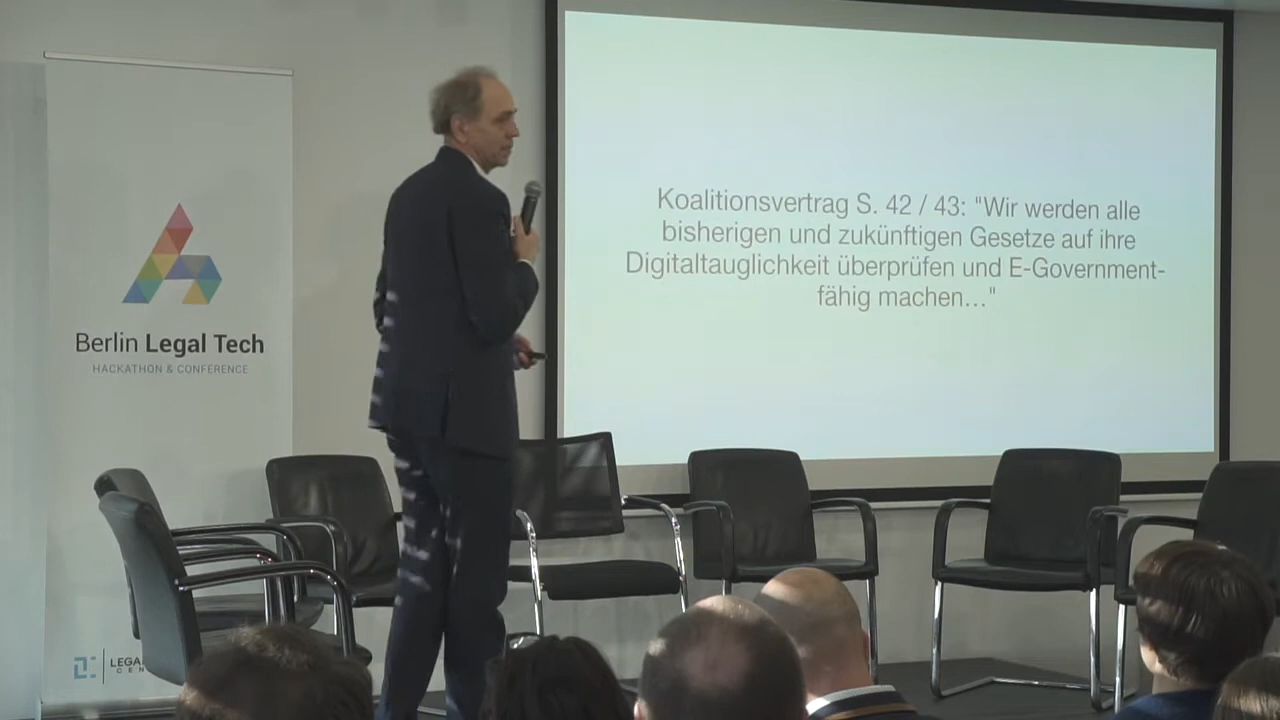 Koalitionsvertrag S. 42 / 43: "Wir werden alle
bisherigen und zukünftigen Gesetze auf ihre
Digitaltauglichkeit überprüfen und E-Government-
fähig machen..."
Berlin Legal Tech
HACKATHON & CONFERENCE